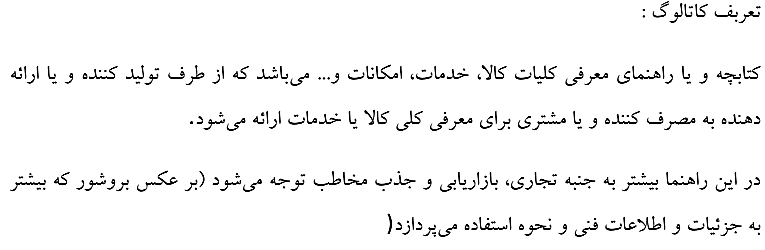 تعربف کاتالوگ :
کتابچه و یا راهنمای معرفی کلیات کالا، خدمات، امکانات و... می‌باشد که از طرف تولید کننده و یا ارائه
دهنده به مصرف کننده و یا مشتری برای معرفی کلی کالا یا خدمات ارائه می‌شود.
در این راهنما بیشتر به جنبه تجاری، بازاریابی و جذب مخاطب توجه می‌شود (بر عکس بروشور که بیشتر
به جزئیات و اطلاعات فنی و نحوه استفاده می‌پردازد(